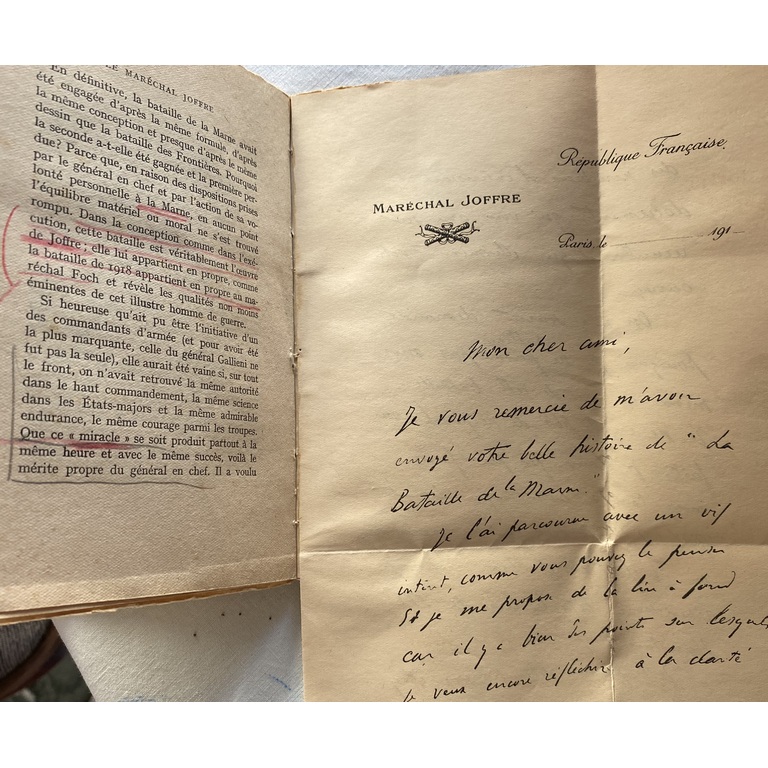 LE MARÉCHAL JOFFRE
En définitive, la bataille de la Marne avait
été engagée d'après la même formule, d'après
la même conception et presque d'après le même
dessin que la bataille des Frontières. Pourquoi
la seconde a-t-elle été gagnée et la première per-
due? Parce que, en raison des dispositions prises
par le général en chef et par l'action de sa vo-
lonté personnelle à la Marne, en aucun point
l'équilibre matériel ou moral ne s'est trouvé
rompu. Dans la conception comme dans l'exé-
cution, cette bataille est véritablement l'œuvre
de Joffre; elle lui appartient en propre, comme
la bataille de 1918 appartient en propre au ma-
réchal Foch et révèle les qualités non moins
éminentes de cet illustre homme de guerre.
Si heureuse qu'ait pu être l'initiative d'un
des commandants d'armée (et pour avoir été
la plus marquante, celle du général Gallieni ne
fut pas la seule), elle aurait été vaine si, sur tout
le front, on n'avait retrouvé la même autorité
dans le haut commandement, la même science
dans les États-majors et la même admirable
endurance, le même courage parmi les troupes.
Que ce « miracle » se soit produit partout à la
même heure et avec le même succès, voilà le
mérite propre du général en chef. Il a voulu
République Française.
MARÉCHAL JOFFRE
Paris, le 191
Mon cher ami,
Je vous remercie de m'avoir
envoyé votre belle histoire de " La
Bataille de la Marne."
Je l'ai parcourue avec un vif
intérêt, comme vous pouvez le penser
Et je me propose de la lire à fond
car il y a bien des points sur lesquels
je veux encore réfléchir à la clarté